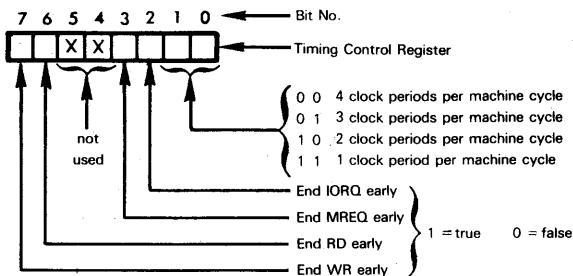 7 6 5 4 3 2 1 0 Bit No.
X X Timing Control Register
0 0 4 clock periods per machine cycle
0 1 3 clock periods per machine cycle
1 0 2 clock periods per machine cycle
1 1 1 clock period per machine cycle
not
used
End IORQ early
End MREQ early
1 = true 0 = false
End RD early
End WR early